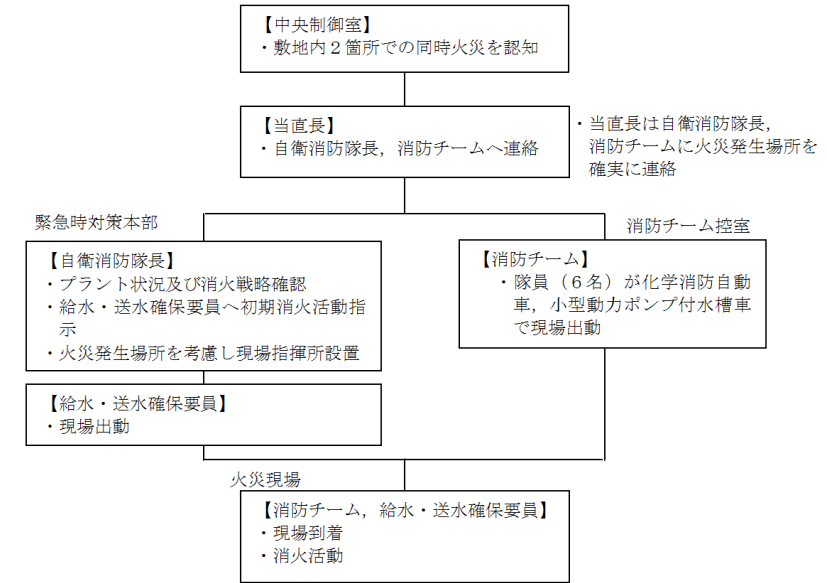 【中央制御室】
・敷地内２箇所での同時火災を認知
【当直長】
・自衛消防隊長，消防チームへ連絡
・当直長は自衛消防隊長，
消防チームに火災発生場所を
確実に連絡
緊急時対策本部
【自衛消防隊長】
・プラント状況及び消火戦略確認
・給水・送水確保要員へ初期消火活動指
示
・火災発生場所を考慮し現場指揮所設置
消防チーム控室
【消防チーム】
・隊員（６名）が化学消防自動
車，小型動力ポンプ付水槽車
で現場出動
【給水・送水確保要員】
・現場出動
火災現場
【消防チーム，給水・送水確保要員】
・現場到着
・消火活動